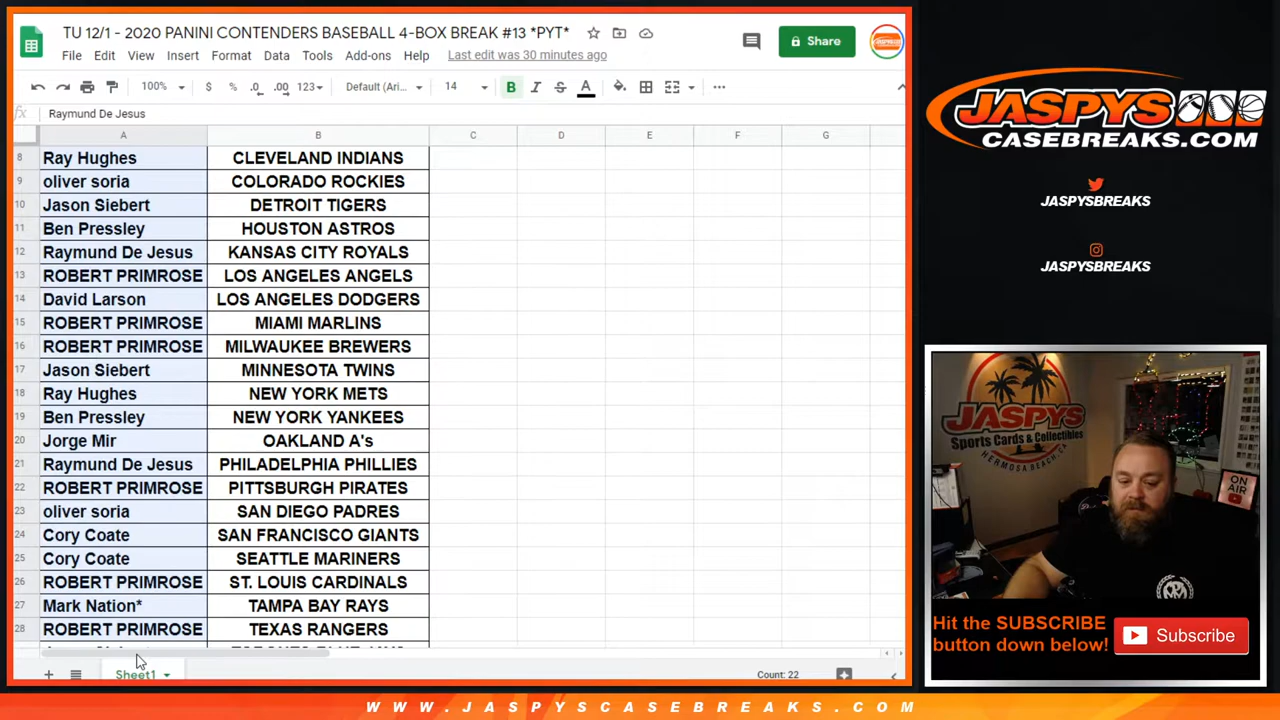 TU 12/1 - 2020 PANINI CONTENDERS BASEBALL 4-BOX BREAK #13 *PYT*
File Edit View Insert Format Data Tools Add-ons Help Last edit was 30 minutes ago
Share
100% $ % .0 .00 123 Default (Ari... 14 B I S A
fx Raymund De Jesus
A B C D E F G
8 Ray Hughes CLEVELAND INDIANS
9 oliver soria COLORADO ROCKIES
10 Jason Siebert DETROIT TIGERS
11 Ben Pressley HOUSTON ASTROS
12 Raymund De Jesus KANSAS CITY ROYALS
13 ROBERT PRIMROSE LOS ANGELES ANGELS
14 David Larson LOS ANGELES DODGERS
15 ROBERT PRIMROSE MIAMI MARLINS
16 ROBERT PRIMROSE MILWAUKEE BREWERS
17 Jason Siebert MINNESOTA TWINS
18 Ray Hughes NEW YORK METS
19 Ben Pressley NEW YORK YANKEES
20 Jorge Mir OAKLAND A's
21 Raymund De Jesus PHILADELPHIA PHILLIES
22 ROBERT PRIMROSE PITTSBURGH PIRATES
23 oliver soria SAN DIEGO PADRES
24 Cory Coate SAN FRANCISCO GIANTS
25 Cory Coate SEATTLE MARINERS
26 ROBERT PRIMROSE ST. LOUIS CARDINALS
27 Mark Nation* TAMPA BAY RAYS
28 ROBERT PRIMROSE TEXAS RANGERS
Sheet1 Count: 22
JASPYS
CASEBREAKS.COM
JASPYSBREAKS
JASPYSBREAKS
JASPYS
Sports Cards & Collectibles
HERMOSA BEACH, CA
ON AIR
Hit the SUBSCRIBE
button down below!
Subscribe
WWW.JASPYSCASEBREAKS.COM